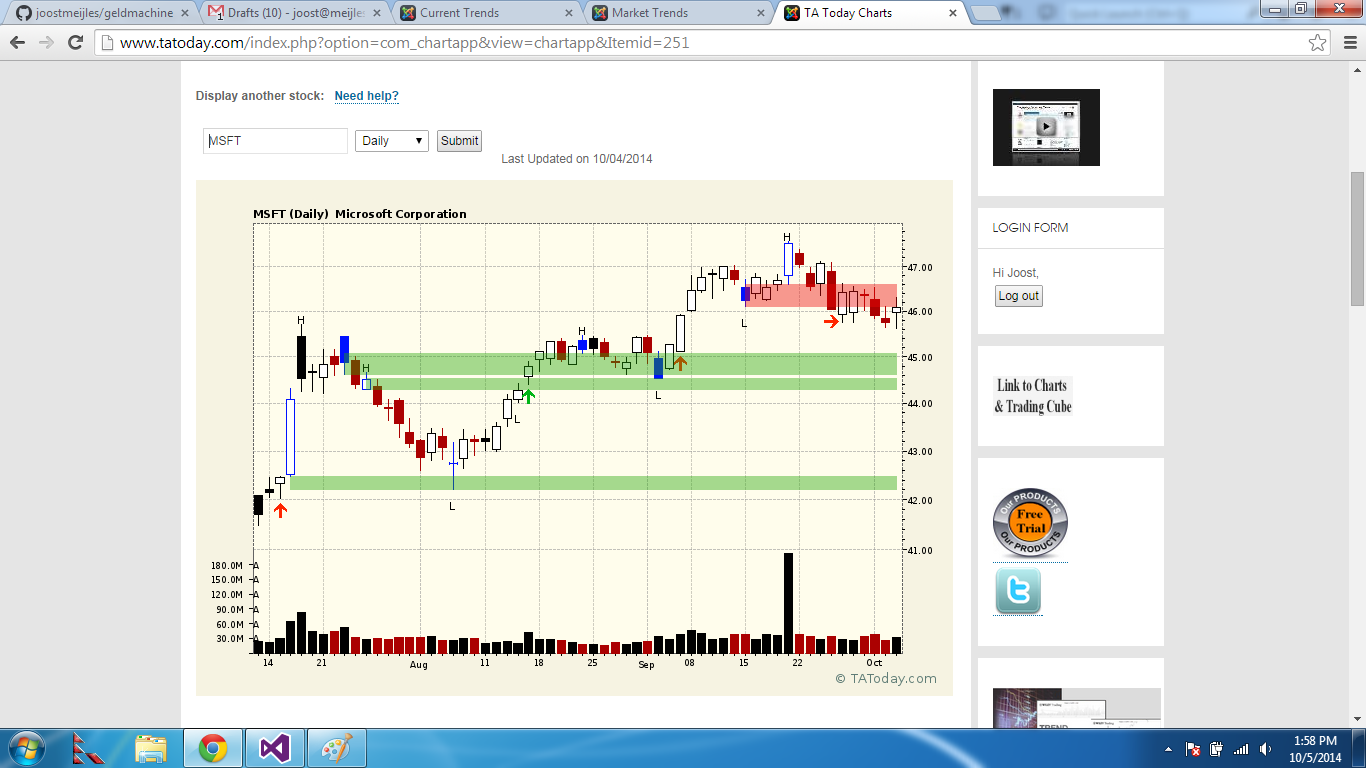 joostmeijles/geldmachine
Drafts (10) - joost@meijles
Current Trends
Market Trends
TA Today Charts
www.tatoday.com/index.php?option=com_chartapp&view=chartapp&Itemid=251
Display another stock: Need help?
MSFT Daily Submit
Last Updated on 10/04/2014
MSFT (Daily) Microsoft Corporation
H
H
H
H
L
L
L
L
47.00
46.00
45.00
44.00
43.00
42.00
41.00
180.0M
150.0M
120.0M
90.0M
60.0M
30.0M
14 21 Aug 11 18 25 Sep 08 15 22 Oct
© TAToday.com
LOGIN FORM
Hi Joost,
Log out
Link to Charts
& Trading Cube
Our PRODUCTS
Free
Trial
Our PRODUCTS
1:58 PM
10/5/2014